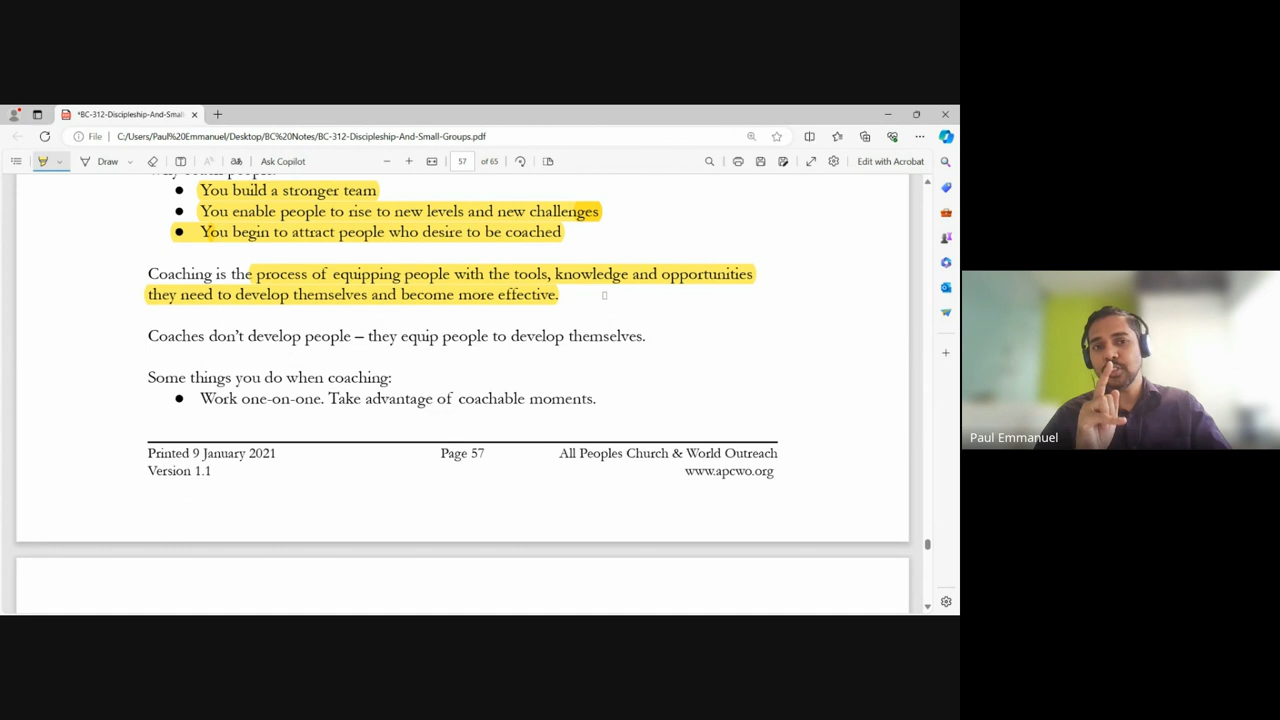 *BC-312-Discipleship-And-Smal
File C:/Users/Paul%20Emmanuel/Desktop/BC%20Notes/BC-312-Discipleship-And-Small-Groups.pdf
Draw Ask Copilot 57 of 65 Edit with Acrobat
Why coach people?
● You build a stronger team
● You enable people to rise to new levels and new challenges
● You begin to attract people who desire to be coached
Coaching is the process of equipping people with the tools, knowledge and opportunities
they need to develop themselves and become more effective.
Coaches don’t develop people – they equip people to develop themselves.
Some things you do when coaching:
● Work one-on-one. Take advantage of coachable moments.
Printed 9 January 2021 Page 57 All Peoples Church & World Outreach
Version 1.1 www.apcwo.org
Paul Emmanuel